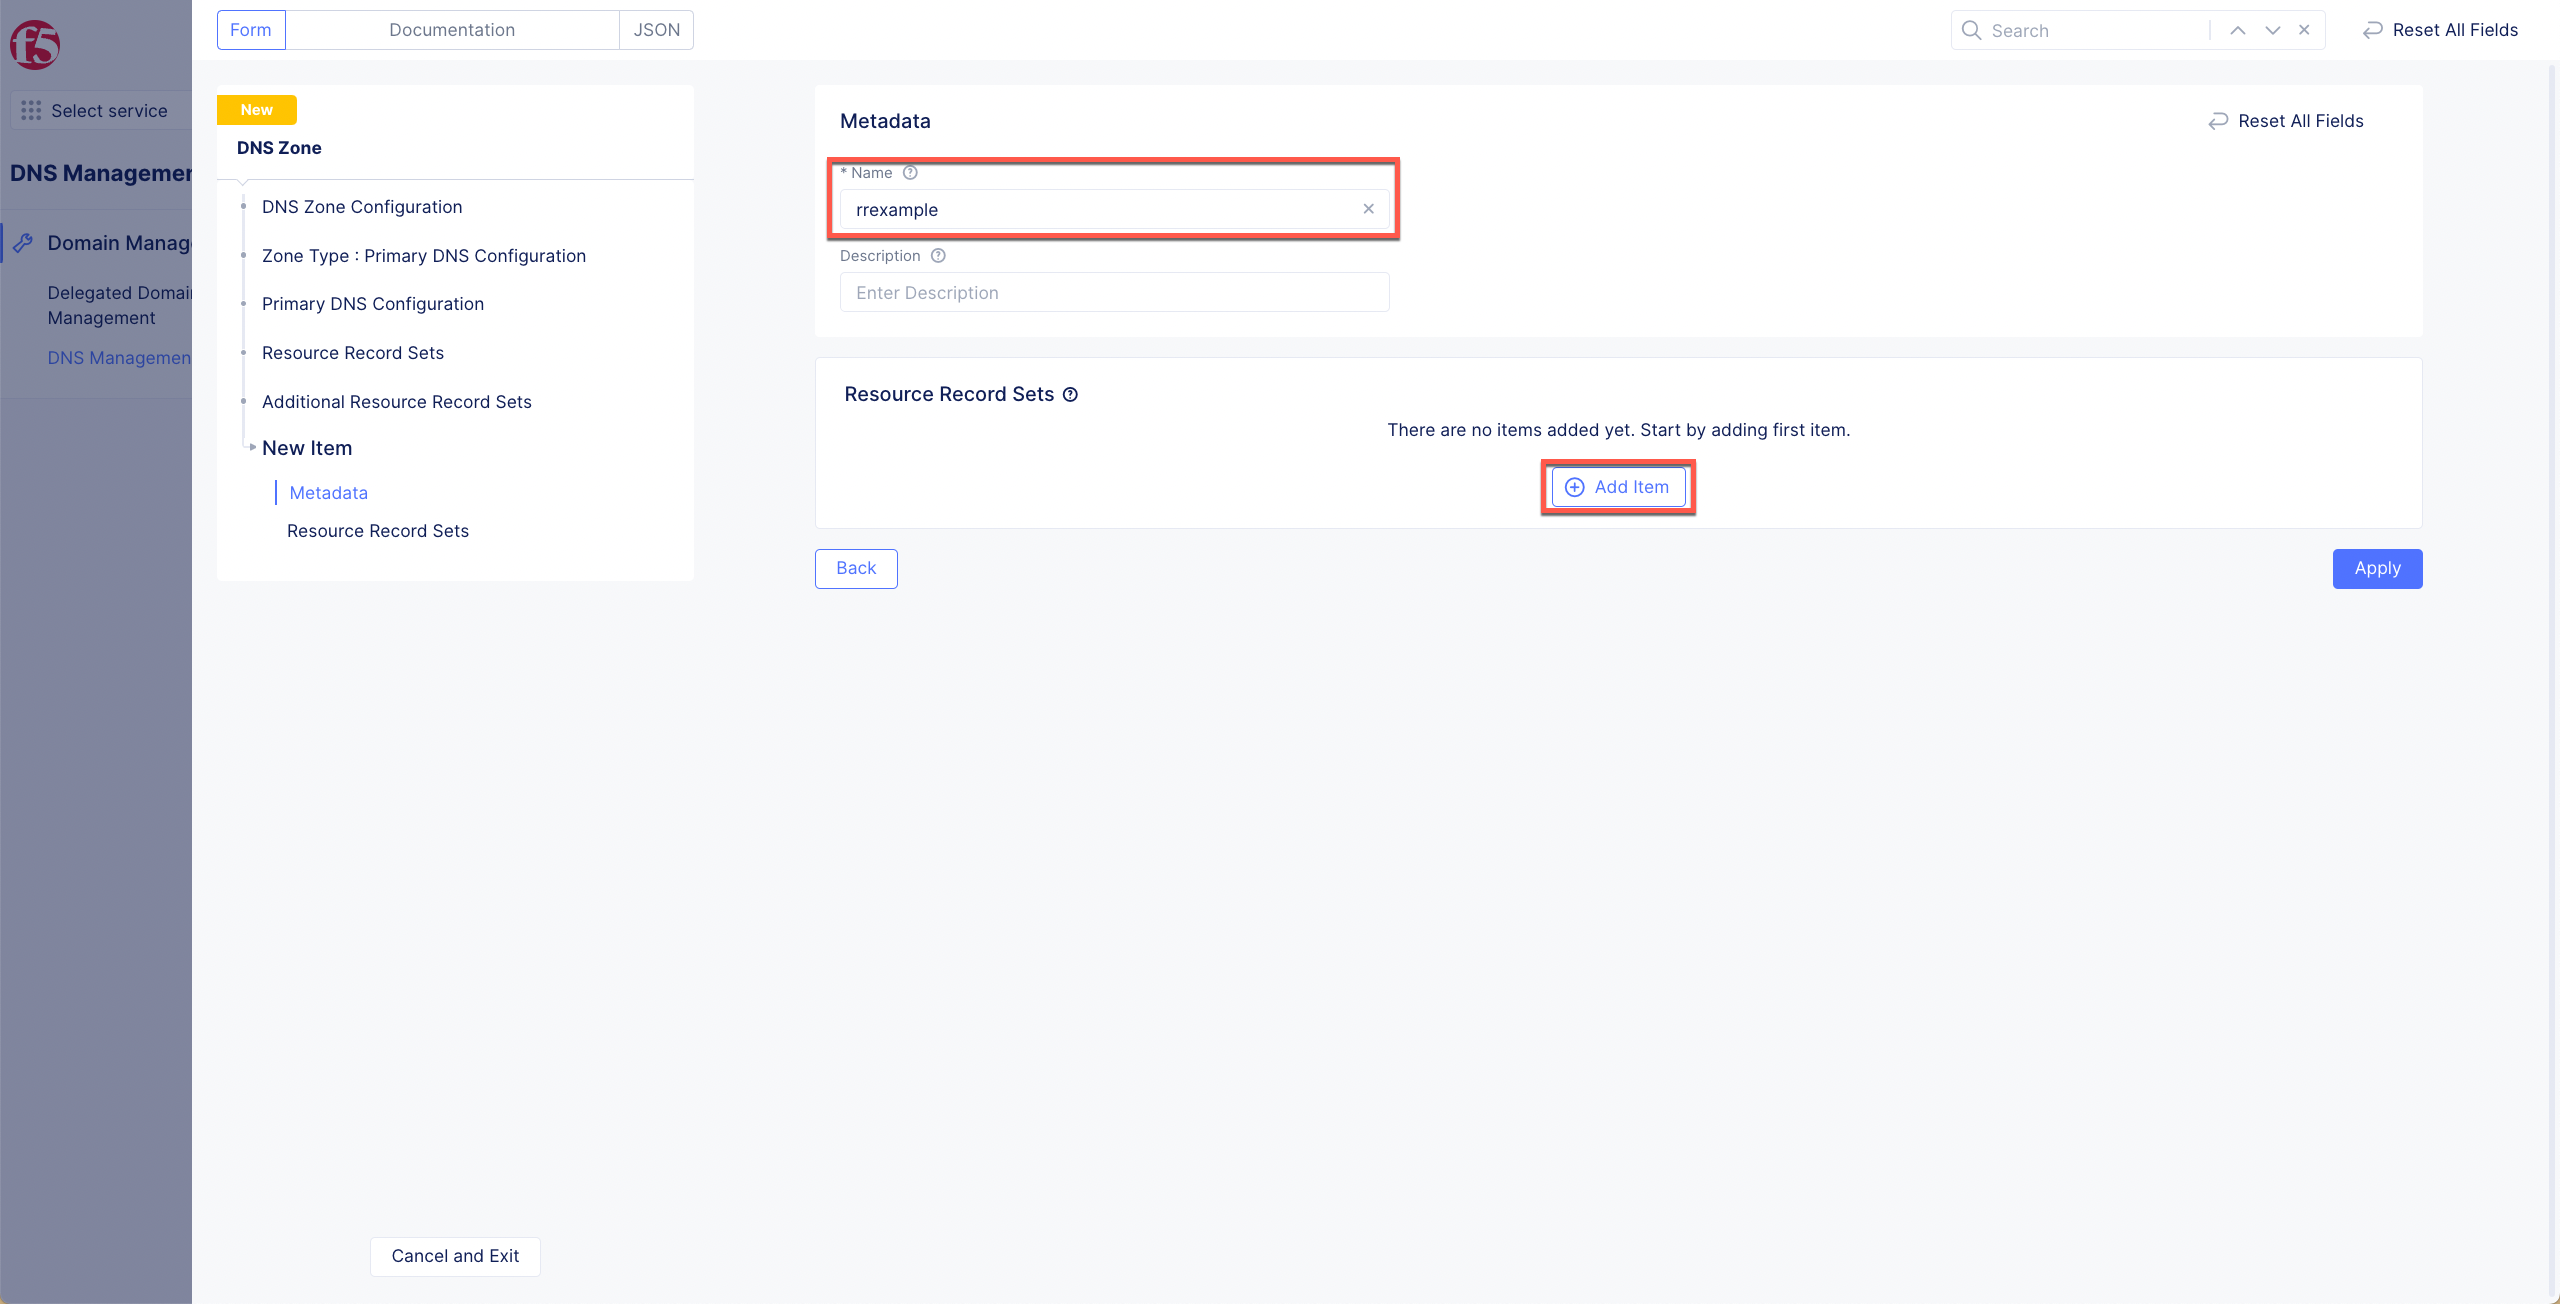 Form
Documentation
JSON
Search
Reset All Fields
f5
Select service
DNS Managemen
Domain Manage
Delegated Domain
Management
DNS Managemen
New
DNS Zone
DNS Zone Configuration
Zone Type : Primary DNS Configuration
Primary DNS Configuration
Resource Record Sets
Additional Resource Record Sets
New Item
Metadata
Resource Record Sets
Cancel and Exit
Metadata
Reset All Fields
* Name
rrexample
Description
Enter Description
Resource Record Sets
There are no items added yet. Start by adding first item.
Add Item
Back
Apply